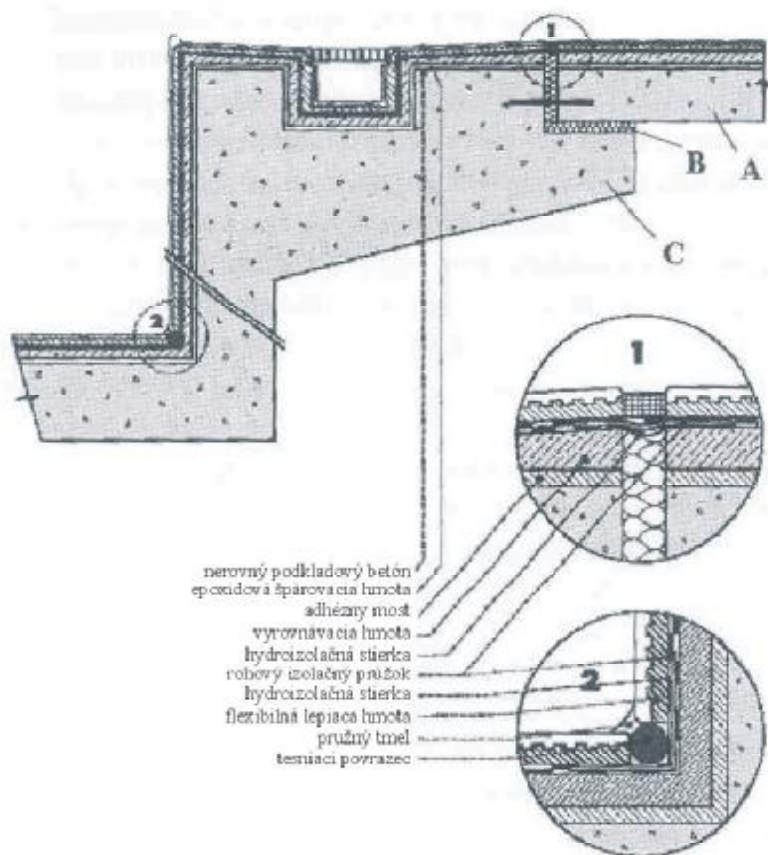 1
A
B
C
2
1
nerovný podkladový betón
epoxidová špárovacia hmota
adhézny most
vyrovnávacia hmota
hydroizolačná stierka
rohový izolačný prúžok
hydroizolačná stierka
flexibilná lepiaca hmota
pružný tmel
tesniaci povrazec
2